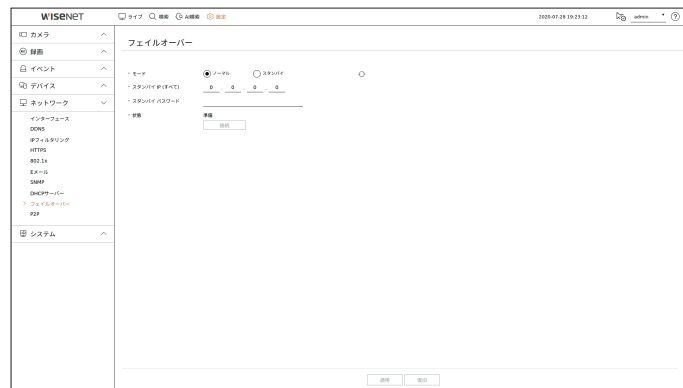 WISENET ライブ 検索 AI検索 設定 2020-07-28 19:23:12 admin
カメラ
録画
イベント
デバイス
ネットワーク
インターフェース
DDNS
IPフィルタリング
HTTPS
802.1x
Eメール
SNMP
DHCPサーバー
フェイルオーバー
P2P
システム
フェイルオーバー
モード ノーマル スタンバイ
スタンバイ IP (すべて) 0 . 0 . 0 . 0
スタンバイ パスワード
状態 準備
接続
適用 復旧